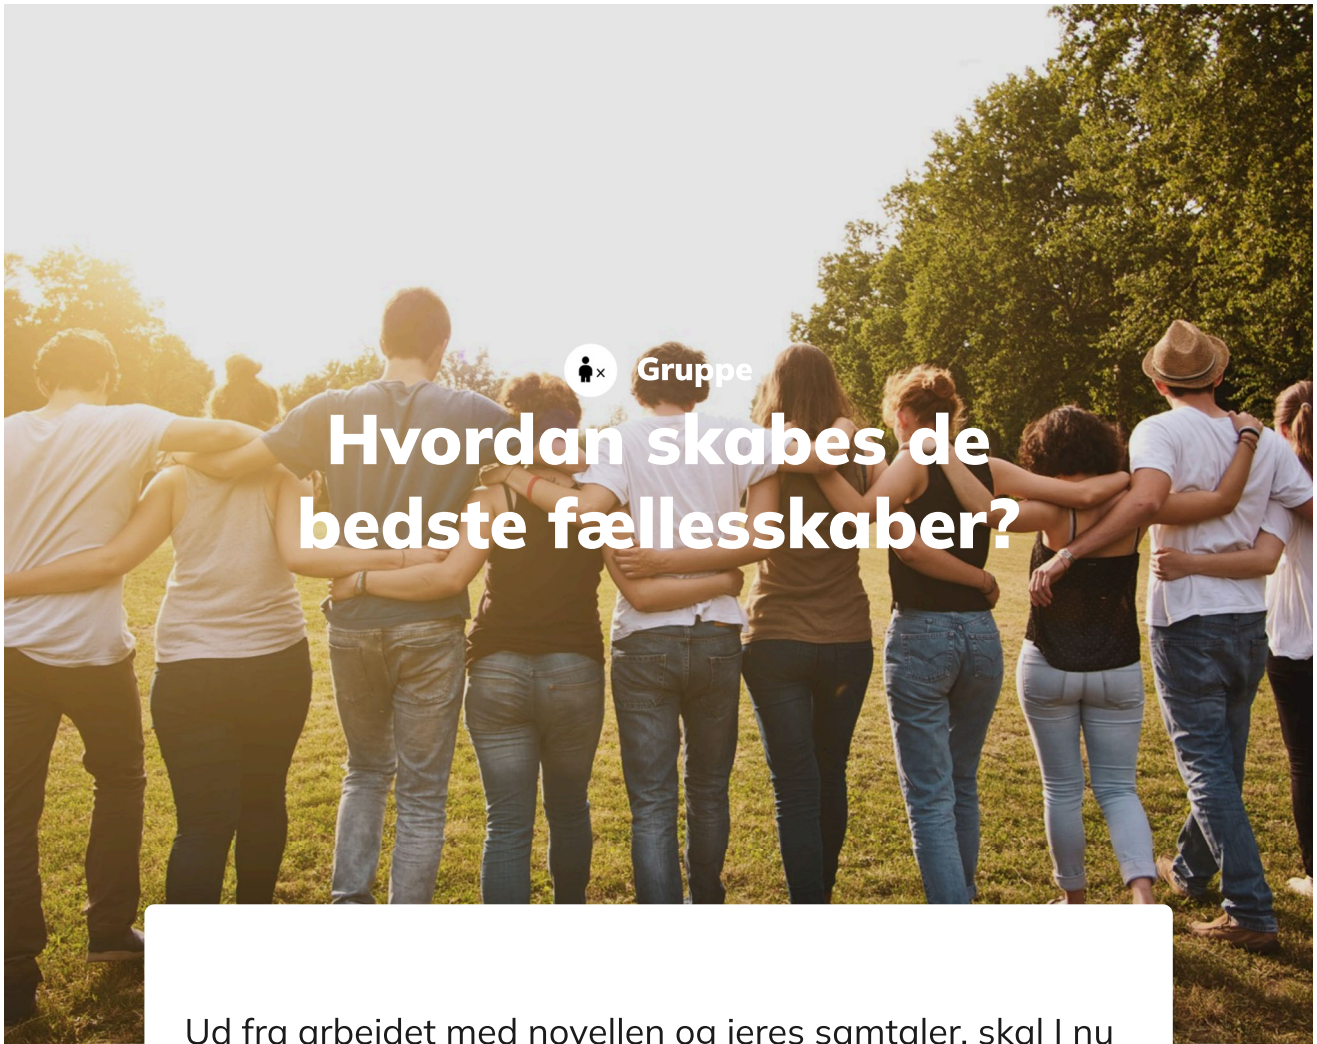 Gruppe
Hvordan skabes de
bedste fællesskaber?
Ud fra arbejdet med novellen og jeres samtaler, skal I nu